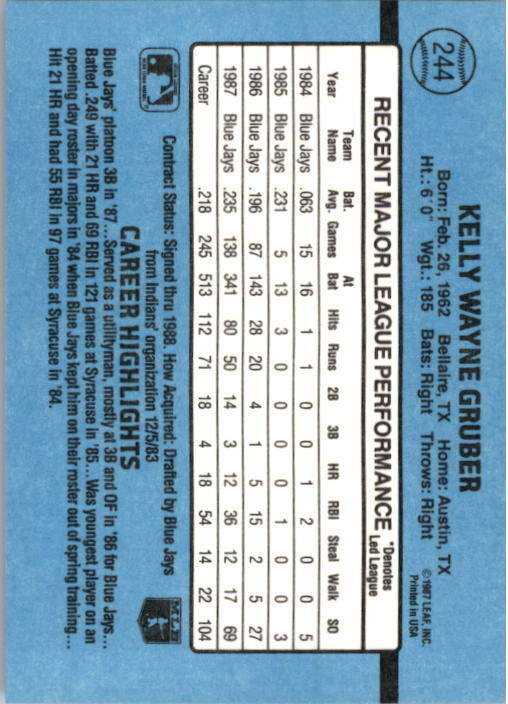 244
KELLY WAYNE GRUBER
Born: Feb. 26, 1962 Bellaire, TX Home: Austin, TX
Ht.: 6' 0" Wgt.: 185 Bats: Right Throws: Right
©1987 LEAF, INC.
Printed in USA
RECENT MAJOR LEAGUE PERFORMANCE *Denotes Led League
Year Team Name Bat. Avg. Games At Bat Hits Runs 2B 3B HR RBI Steal Walk SO
1984 Blue Jays .063 15 16 1 1 0 0 1 2 0 0 5
1985 Blue Jays .231 5 13 3 0 0 0 0 1 0 0 3
1986 Blue Jays .196 87 143 28 20 4 1 5 15 2 5 27
1987 Blue Jays .235 138 341 80 50 14 3 12 36 12 17 69
Career .218 245 513 112 71 18 4 18 54 14 22 104
Contract Status: Signed thru 1998. How Acquired: Drafted by Blue Jays
from Indians' organization 12/5/83
MLB
CAREER HIGHLIGHTS
Blue Jays' platoon 3B in '87...Served as a utilityman, mostly at 3B and OF in '86 for Blue Jays...
Batted .249 with 21 HR and 69 RBI in 121 games at Syracuse in '85...Was youngest player on an
opening day roster in majors in '84 when Blue Jays kept him on their roster out of spring training...
Hit 21 HR and had 55 RBI in 97 games at Syracuse in '84.